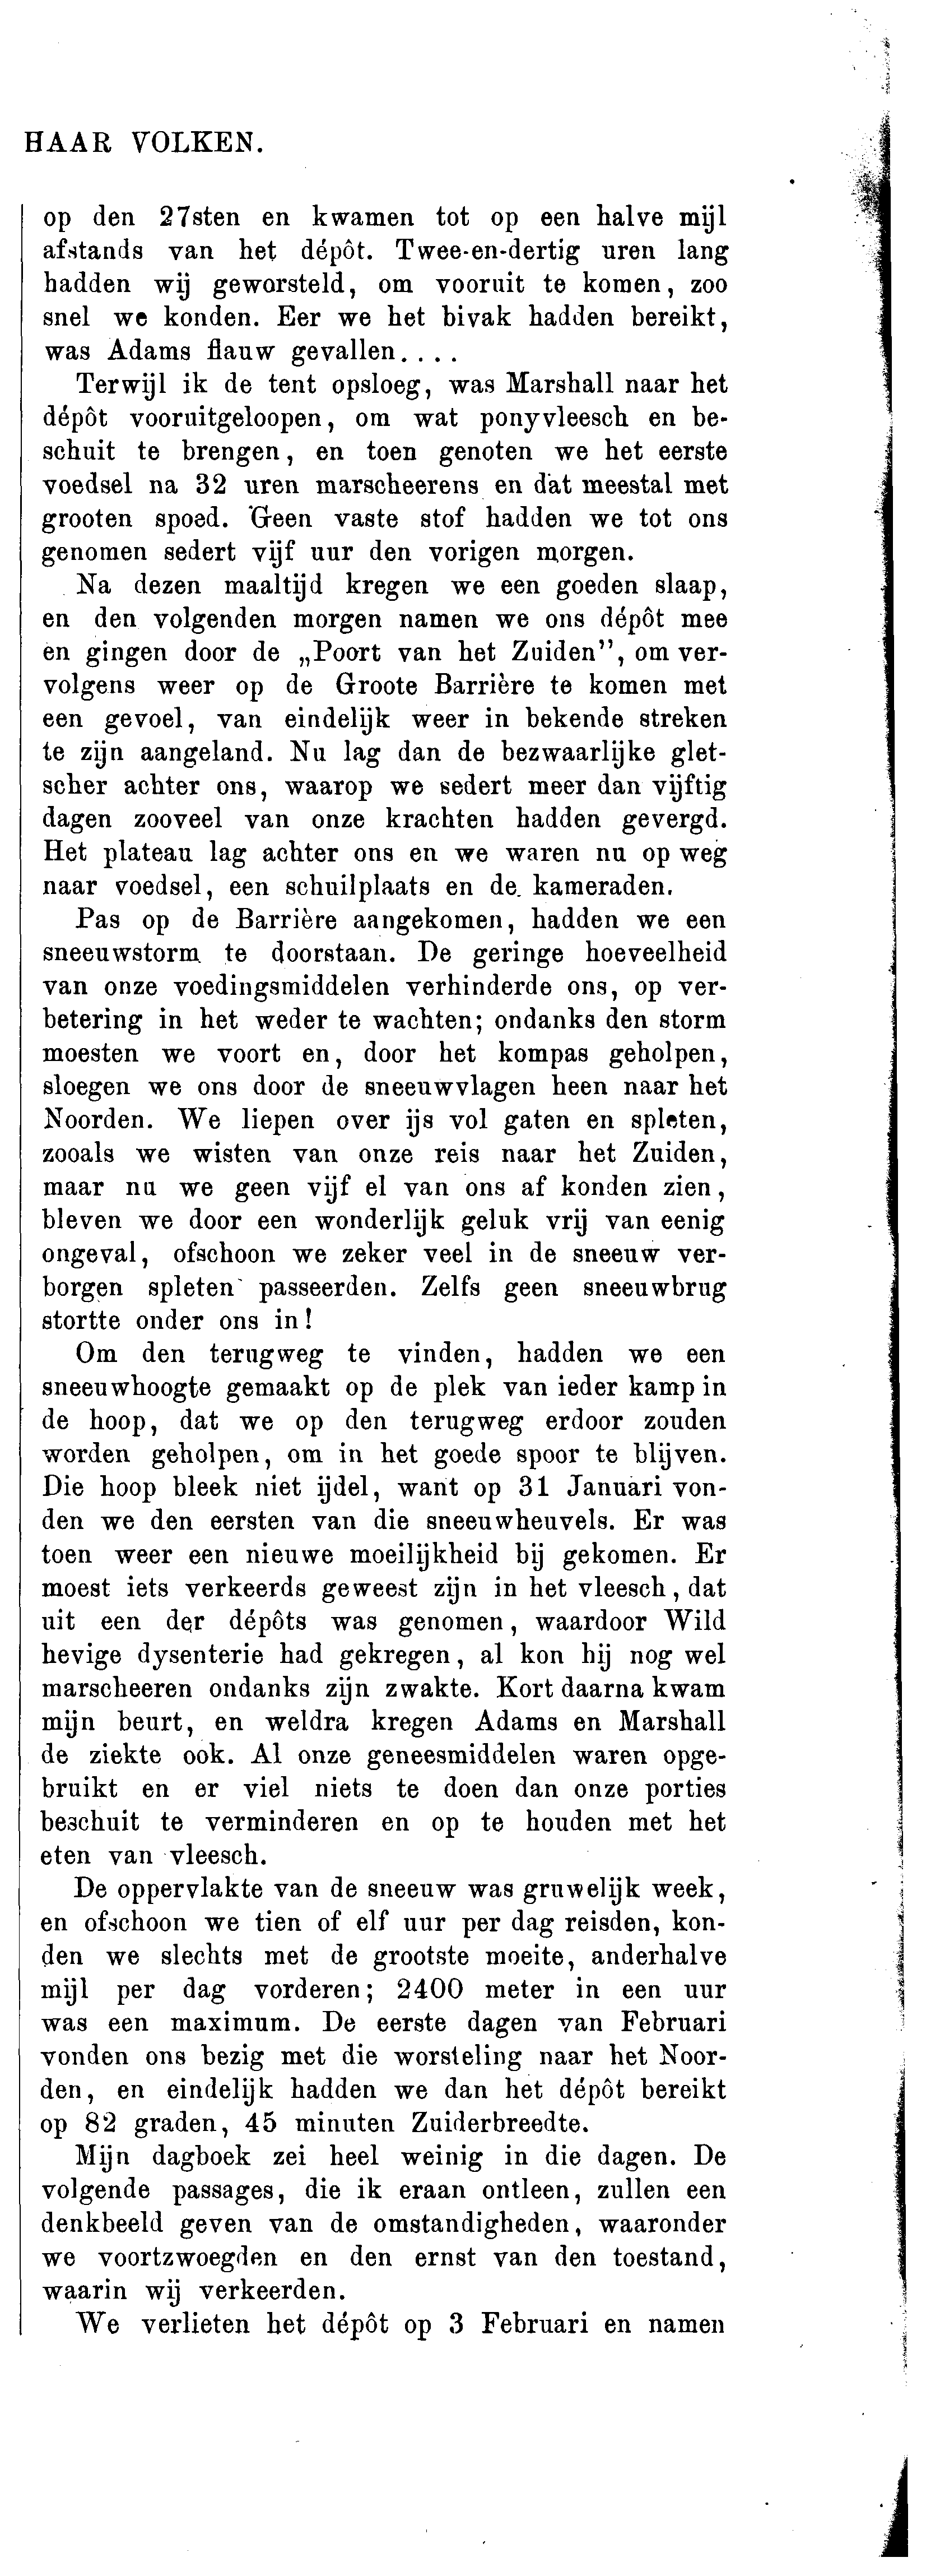 HAAR VOLKEN.
op den 27sten en kwamen tot op een halve mijl
afstands van het dépôt. Twee-en-dertig uren lang
hadden wij geworsteld, om vooruit te komen, zoo
snel we konden. Eer we het bivak hadden bereikt,
was Adams flauw gevallen....
Terwijl ik de tent opsloeg, was Marshall naar het
dépôt vooruitgeloopen, om wat ponyvleesch en be-
schuit te brengen, en toen genoten we het eerste
voedsel na 32 uren marscheerens en dat meestal met
grooten spoed. Geen vaste stof hadden we tot ons
genomen sedert vijf uur den vorigen morgen.
Na dezen maaltijd kregen we een goeden slaap,
en den volgenden morgen namen we ons dépôt mee
en gingen door de „Poort van het Zuiden”, om ver-
volgens weer op de Groote Barrière te komen met
een gevoel, van eindelijk weer in bekende streken
te zijn aangeland. Nu lag dan de bezwaarlijke glet-
scher achter ons, waarop we sedert meer dan vijftig
dagen zooveel van onze krachten hadden gevergd.
Het plateau lag achter ons en we waren nu op weg
naar voedsel, een schuilplaats en de kameraden.
Pas op de Barrière aangekomen, hadden we een
sneeuwstorm te doorstaan. De geringe hoeveelheid
van onze voedingsmiddelen verhinderde ons, op ver-
betering in het weder te wachten; ondanks den storm
moesten we voort en, door het kompas geholpen,
sloegen we ons door de sneeuwvlagen heen naar het
Noorden. We liepen over ijs vol gaten en spleten,
zooals we wisten van onze reis naar het Zuiden,
maar nu we geen vijf el van ons af konden zien,
bleven we door een wonderlijk geluk vrij van eenig
ongeval, ofschoon we zeker veel in de sneeuw ver-
borgen spleten passeerden. Zelfs geen sneeuwbrug
stortte onder ons in!
Om den terugweg te vinden, hadden we een
sneeuwhoogte gemaakt op de plek van ieder kamp in
de hoop, dat we op den terugweg erdoor zouden
worden geholpen, om in het goede spoor te blijven.
Die hoop bleek niet ijdel, want op 31 Januari von-
den we den eersten van die sneeuwheuvels. Er was
toen weer een nieuwe moeilijkheid bij gekomen. Er
moest iets verkeerds geweest zijn in het vleesch, dat
uit een der dépôts was genomen, waardoor Wild
hevige dysenterie had gekregen, al kon hij nog wel
marscheeren ondanks zijn zwakte. Kort daarna kwam
mijn beurt, en weldra kregen Adams en Marshall
de ziekte ook. Al onze geneesmiddelen waren opge-
bruikt en er viel niets te doen dan onze porties
beschuit te verminderen en op te houden met het
eten van vleesch.
De oppervlakte van de sneeuw was gruwelijk week,
en ofschoon we tien of elf uur per dag reisden, kon-
den we slechts met de grootste moeite, anderhalve
mijl per dag vorderen; 2400 meter in een uur
was een maximum. De eerste dagen van Februari
vonden ons bezig met die worsteling naar het Noor-
den, en eindelijk hadden we dan het dépôt bereikt
op 82 graden, 45 minuten Zuiderbreedte.
Mijn dagboek zei heel weinig in die dagen. De
volgende passages, die ik eraan ontleen, zullen een
denkbeeld geven van de omstandigheden, waaronder
we voortzwoegden en den ernst van den toestand,
waarin wij verkeerden.
We verlieten het dépôt op 3 Februari en namen